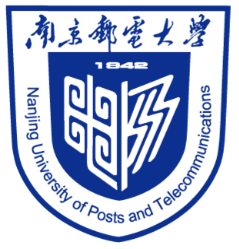 南京郵電大學
1942
Nanjing University of Posts and Telecommunications